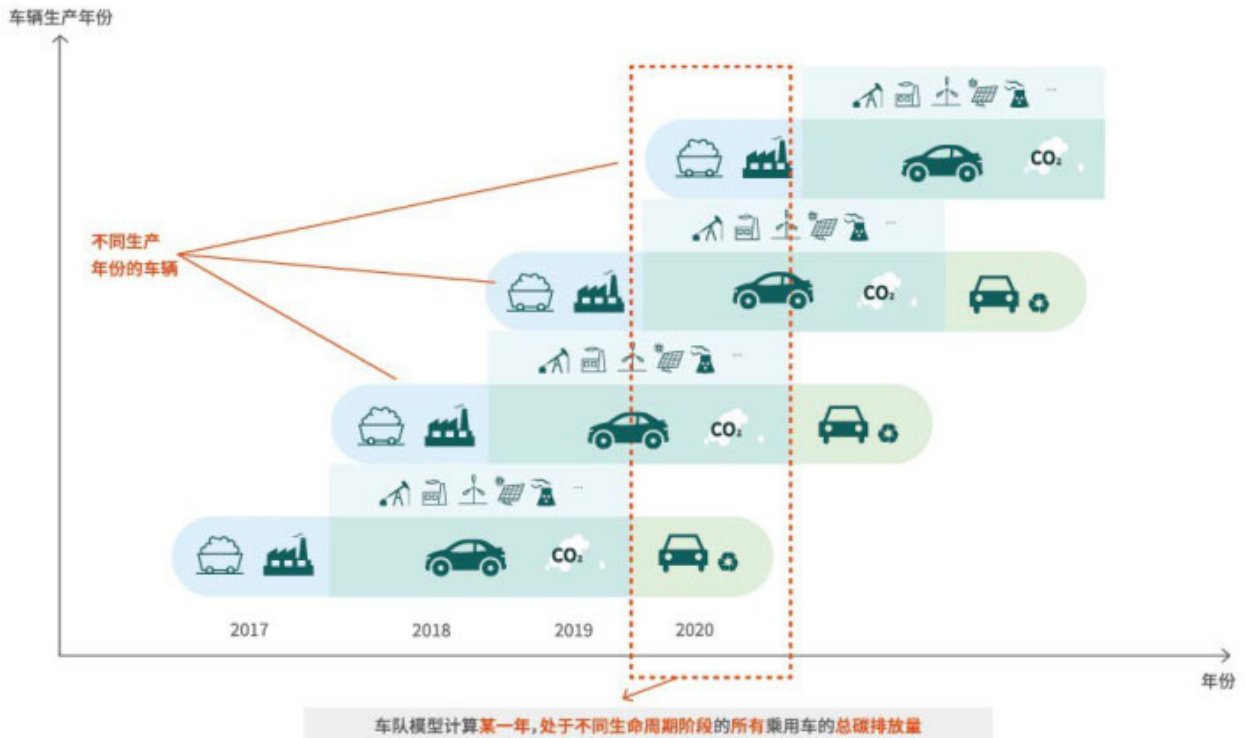 车辆生产年份
...
CO₂
...
不同生产
年份的车辆
CO₂
...
CO₂
...
CO₂
2017 2018 2019 2020
年份
车队模型计算某一年,处于不同生命周期阶段的所有乘用车的总碳排放量